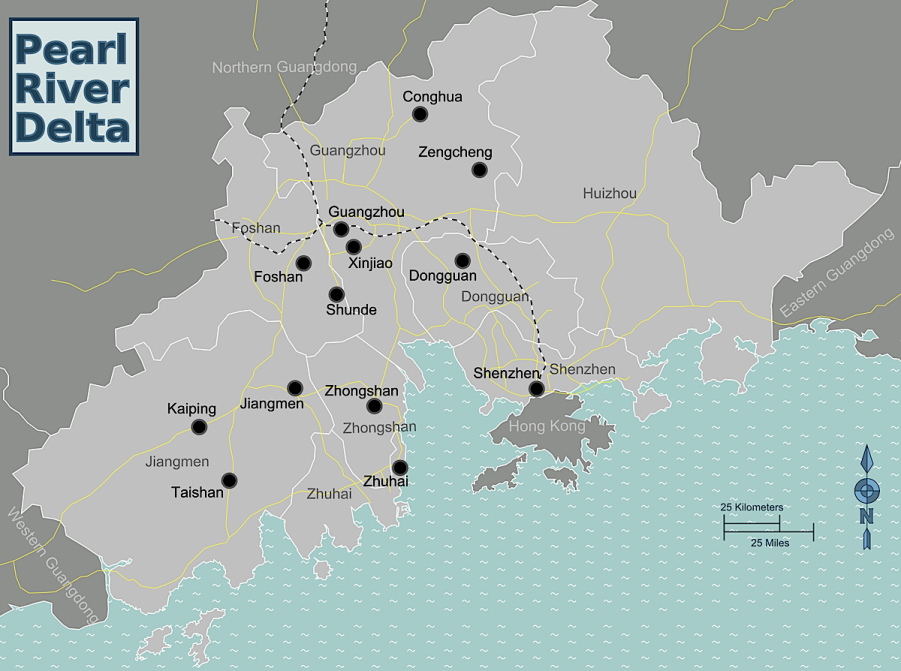 Pearl
River
Delta
Northern Guangdong
Conghua
Guangzhou
Zengcheng
Huizhou
Guangzhou
Foshan
Xinjiao
Foshan
Dongguan
Eastern Guangdong
Dongguan
Shunde
Shenzhen
Shenzhen
Zhongshan
Jiangmen
Kaiping
Zhongshan
Hong Kong
Jiangmen
Zhuhai
Taishan
Zhuhai
Western Guangdong
25 Kilometers
25 Miles
N